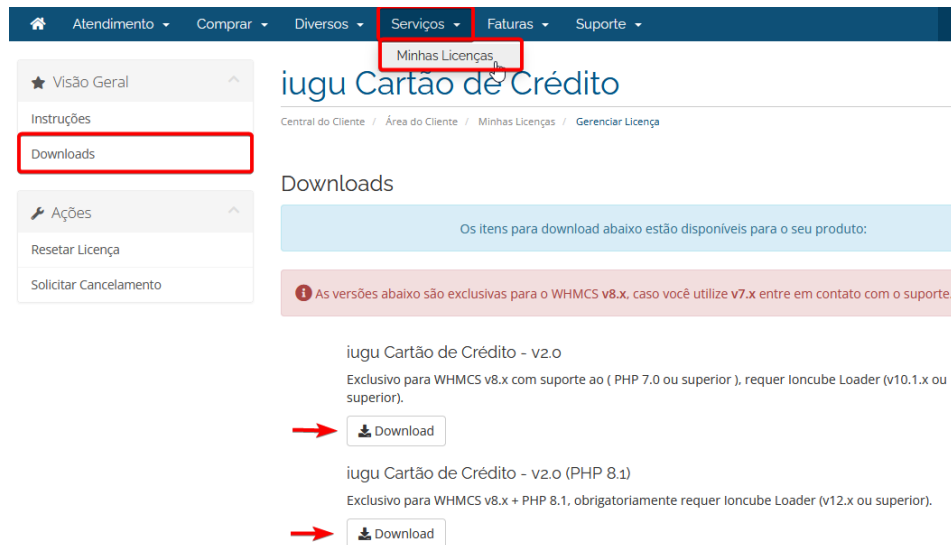 Atendimento Comprar Diversos Serviços Faturas Suporte
Minhas Licenças
Visão Geral
Instruções
Downloads
Ações
Resetar Licença
Solicitar Cancelamento
iugu Cartão de Crédito
Central do Cliente / Área do Cliente / Minhas Licenças / Gerenciar Licença
Downloads
Os itens para download abaixo estão disponíveis para o seu produto:
As versões abaixo são exclusivas para o WHMCS v8.x, caso você utilize v7.x entre em contato com o suporte.
iugu Cartão de Crédito - v2.0
Exclusivo para WHMCS v8.x com suporte ao ( PHP 7.0 ou superior ), requer Ioncube Loader (v10.1.x ou
superior).
Download
iugu Cartão de Crédito - v2.0 (PHP 8.1)
Exclusivo para WHMCS v8.x + PHP 8.1, obrigatoriamente requer Ioncube Loader (v12.x ou superior).
Download